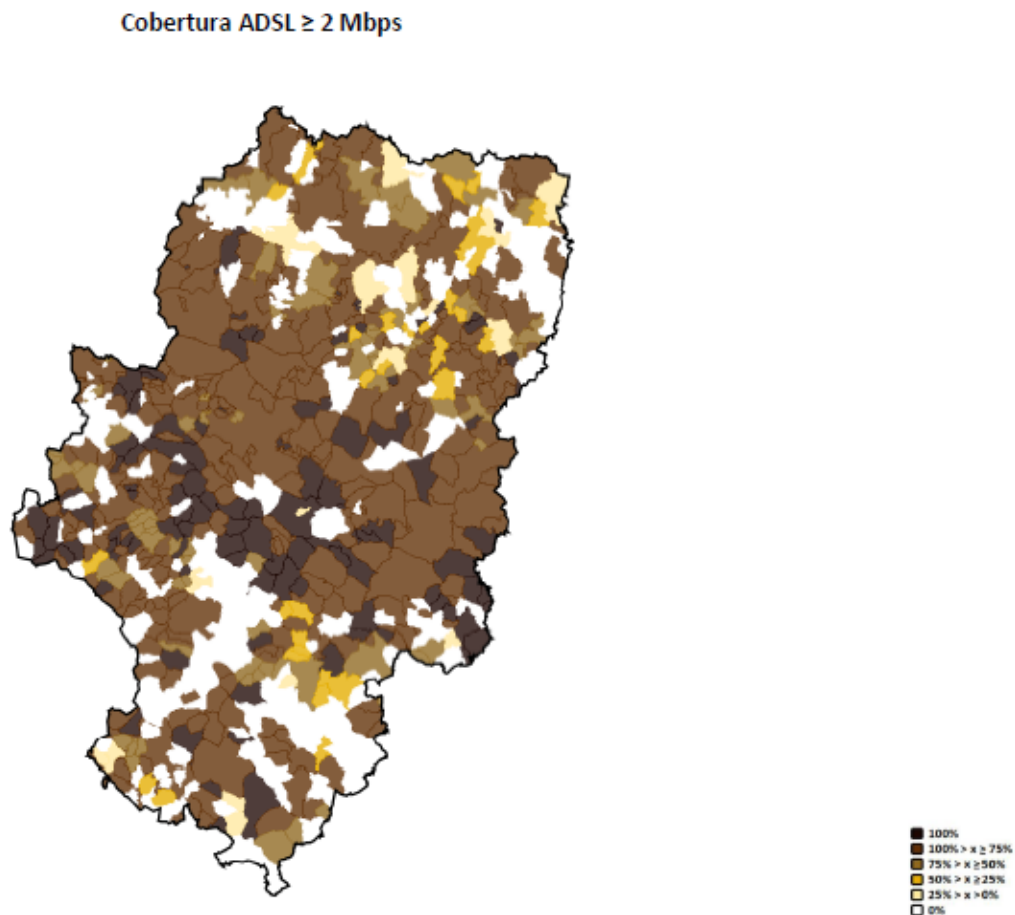 Cobertura ADSL ≥ 2 Mbps
100%
100% > x ≥ 75%
75% > x ≥50%
50% > x ≥25%
25% > x >0%
0%